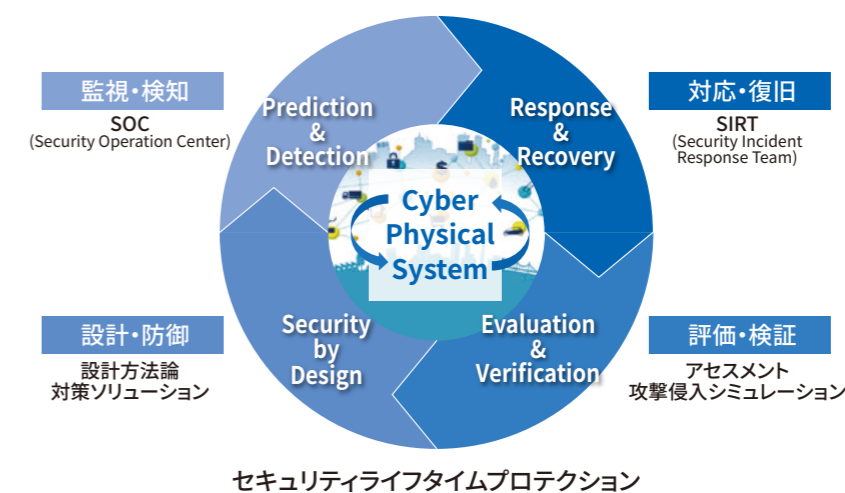 監視・検知
SOC
(Security Operation Center)
Prediction
&
Detection
Response
&
Recovery
対応・復旧
SIRT
(Security Incident
Response Team)
Cyber
Physical
System
設計・防御
設計方法論
対策ソリューション
Security
by
Design
Evaluation
&
Verification
評価・検証
アセスメント
攻撃侵入シミュレーション
セキュリティライフタイムプロテクション